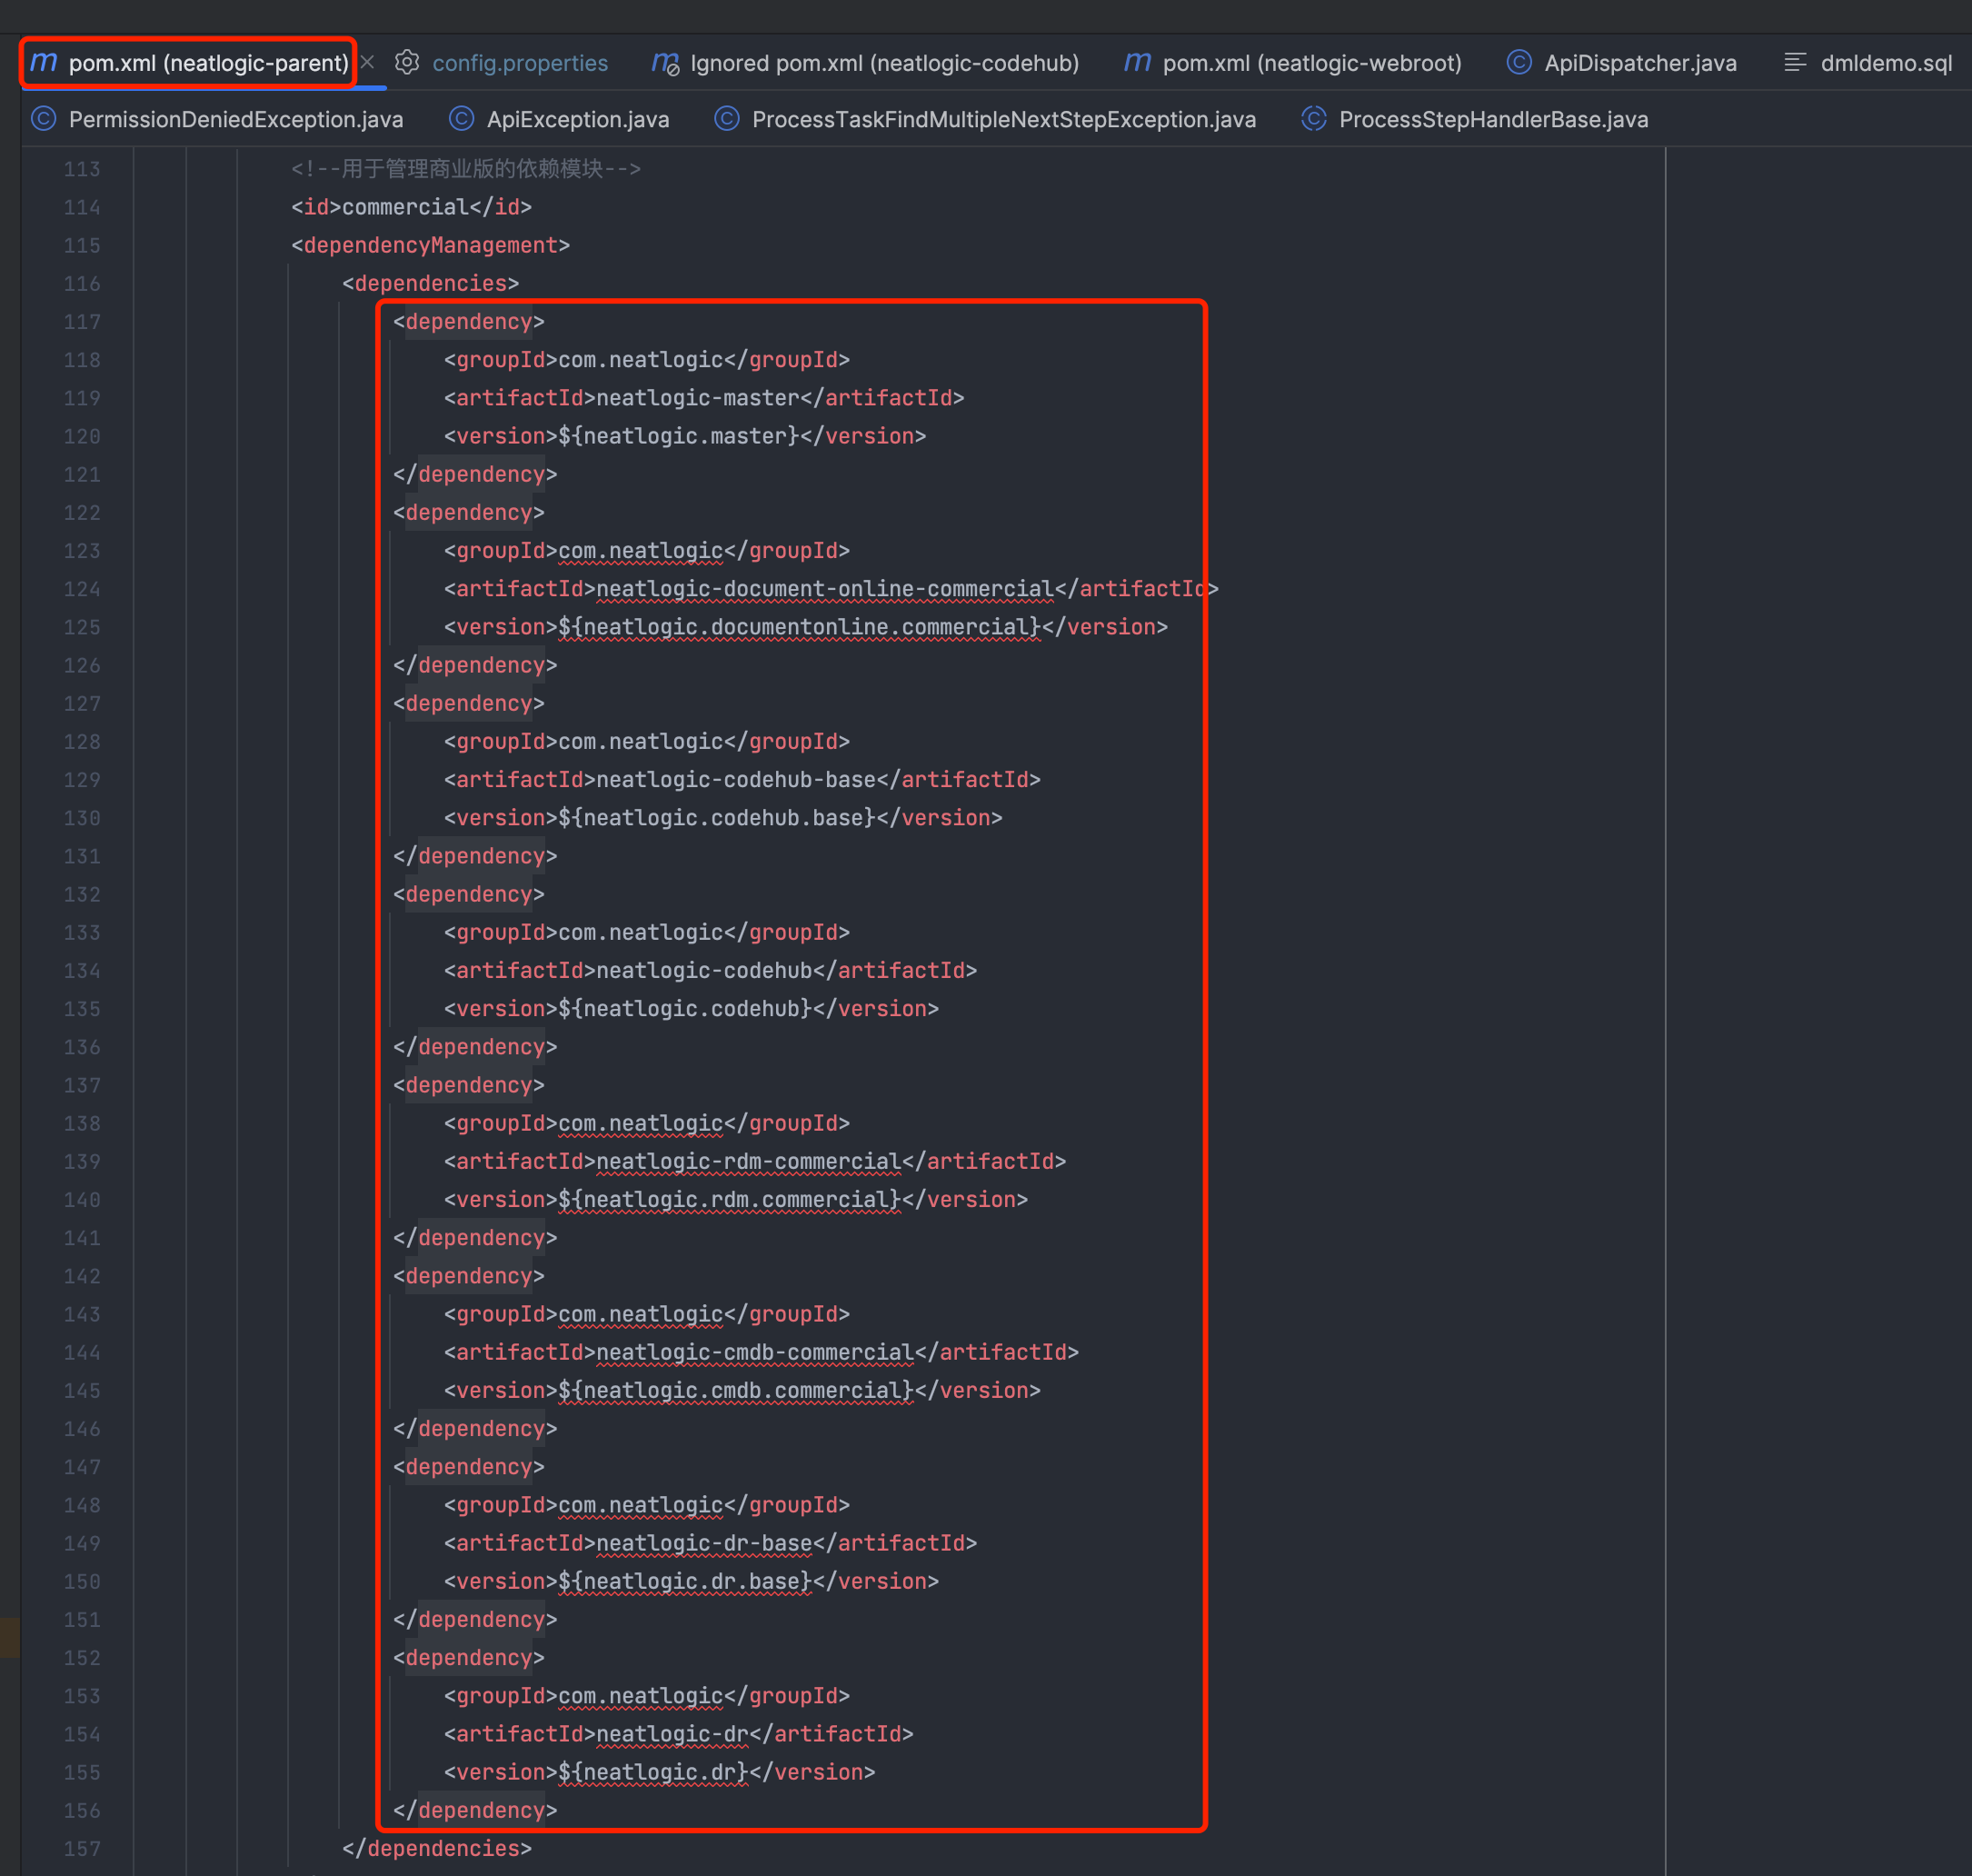 pom.xml (neatlogic-parent)
config.properties
Ignored pom.xml (neatlogic-codehub)
pom.xml (neatlogic-webroot)
ApiDispatcher.java
dmldemo.sql
PermissionDeniedException.java
ApiException.java
ProcessTaskFindMultipleNextStepException.java
ProcessStepHandlerBase.java
113 <!--用于管理商业版的依赖模块-->
114 <id>commercial</id>
115 <dependencyManagement>
116 <dependencies>
117 <dependency>
118 <groupId>com.neatlogic</groupId>
119 <artifactId>neatlogic-master</artifactId>
120 <version>${neatlogic.master}</version>
121 </dependency>
122 <dependency>
123 <groupId>com.neatlogic</groupId>
124 <artifactId>neatlogic-document-online-commercial</artifactId>
125 <version>${neatlogic.documentonline.commercial}</version>
126 </dependency>
127 <dependency>
128 <groupId>com.neatlogic</groupId>
129 <artifactId>neatlogic-codehub-base</artifactId>
130 <version>${neatlogic.codehub.base}</version>
131 </dependency>
132 <dependency>
133 <groupId>com.neatlogic</groupId>
134 <artifactId>neatlogic-codehub</artifactId>
135 <version>${neatlogic.codehub}</version>
136 </dependency>
137 <dependency>
138 <groupId>com.neatlogic</groupId>
139 <artifactId>neatlogic-rdm-commercial</artifactId>
140 <version>${neatlogic.rdm.commercial}</version>
141 </dependency>
142 <dependency>
143 <groupId>com.neatlogic</groupId>
144 <artifactId>neatlogic-cmdb-commercial</artifactId>
145 <version>${neatlogic.cmdb.commercial}</version>
146 </dependency>
147 <dependency>
148 <groupId>com.neatlogic</groupId>
149 <artifactId>neatlogic-dr-base</artifactId>
150 <version>${neatlogic.dr.base}</version>
151 </dependency>
152 <dependency>
153 <groupId>com.neatlogic</groupId>
154 <artifactId>neatlogic-dr</artifactId>
155 <version>${neatlogic.dr}</version>
156 </dependency>
157 </dependencies>